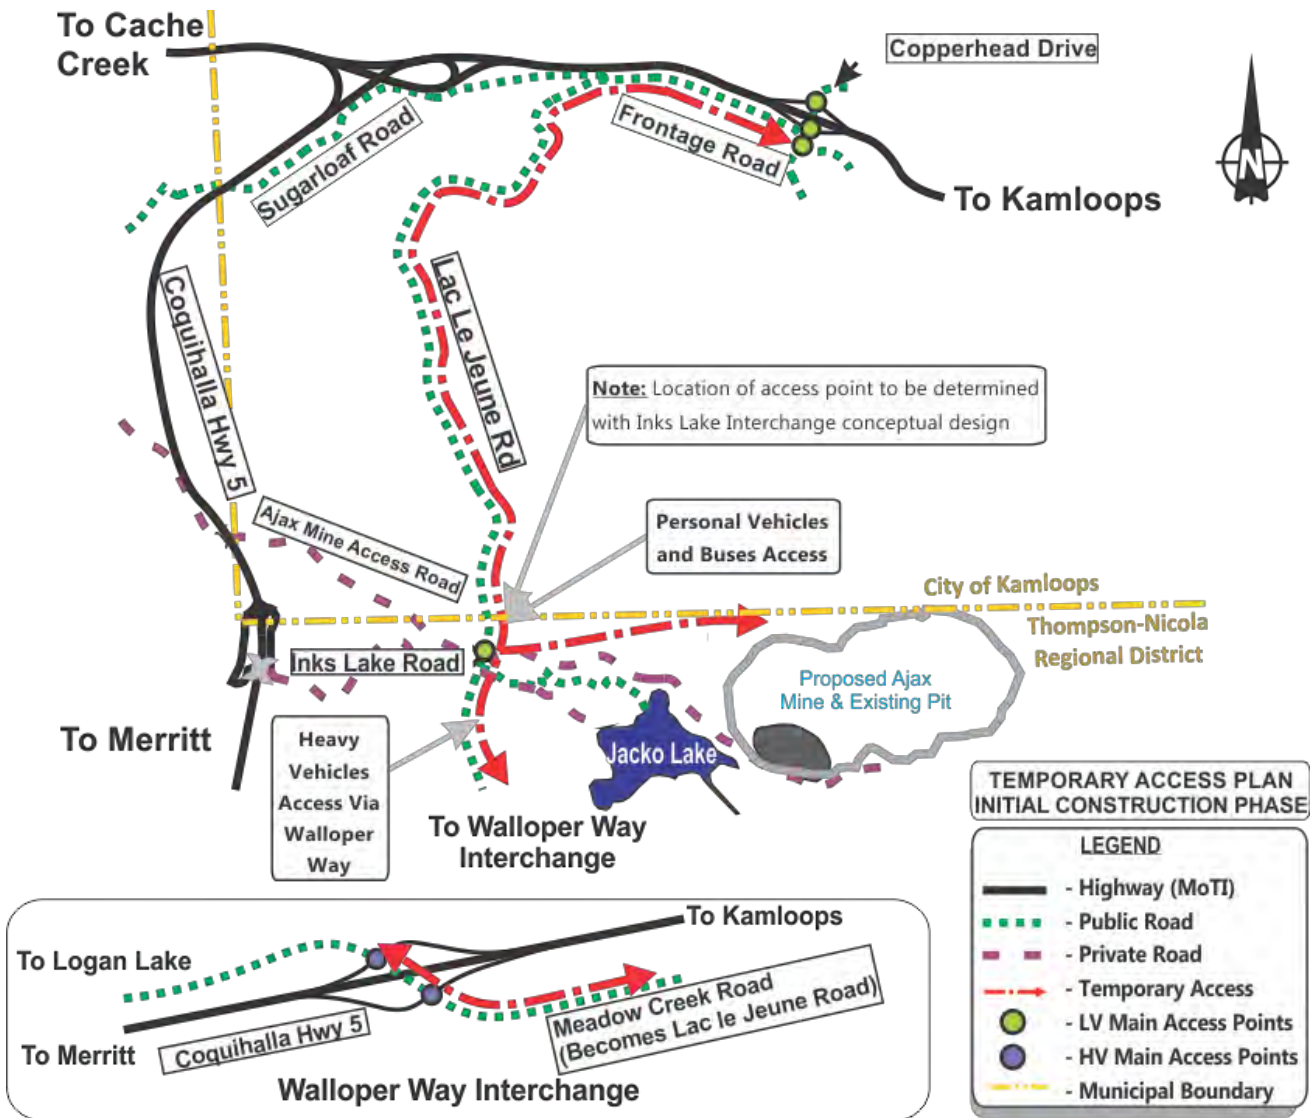 To Cache
Creek
Copperhead Drive
Sugarloaf Road
Frontage Road
N
To Kamloops
Coquihalla Hwy 5
Lac Le Jeune Rd
Note: Location of access point to be determined
with Inks Lake Interchange conceptual design
Ajax Mine Access Road
Personal Vehicles
and Buses Access
City of Kamloops
Thompson-Nicola
Regional District
Inks Lake Road
Proposed Ajax
Mine & Existing Pit
To Merritt
Heavy
Vehicles
Access Via
Walloper
Way
Jacko Lake
To Walloper Way
Interchange
TEMPORARY ACCESS PLAN
INITIAL CONSTRUCTION PHASE
LEGEND
- Highway (MoTI)
- Public Road
- Private Road
- Temporary Access
- LV Main Access Points
- HV Main Access Points
- Municipal Boundary
To Kamloops
To Logan Lake
Meadow Creek Road
(Becomes Lac le Jeune Road)
Coquihalla Hwy 5
To Merritt
Walloper Way Interchange